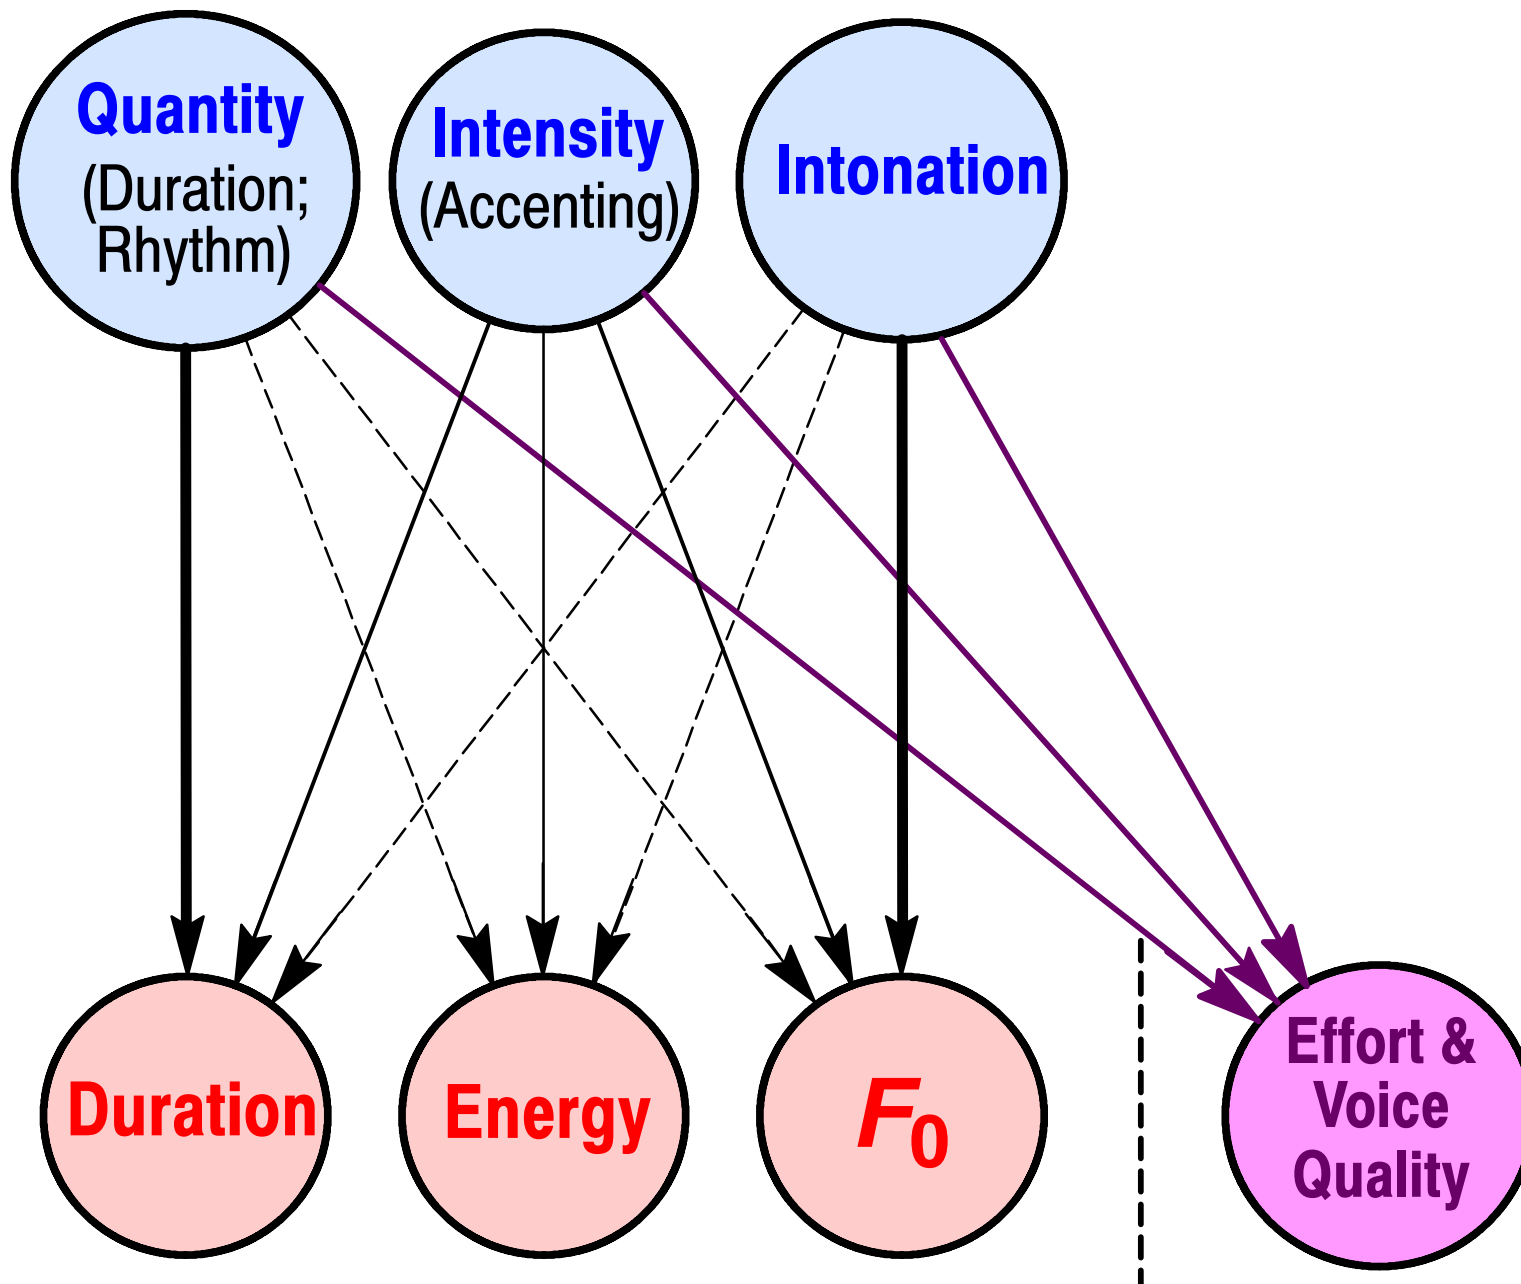 Quantity
(Duration;
Rhythm)
Intensity
(Accenting)
Intonation
Duration
Energy
F0
Effort &
Voice
Quality